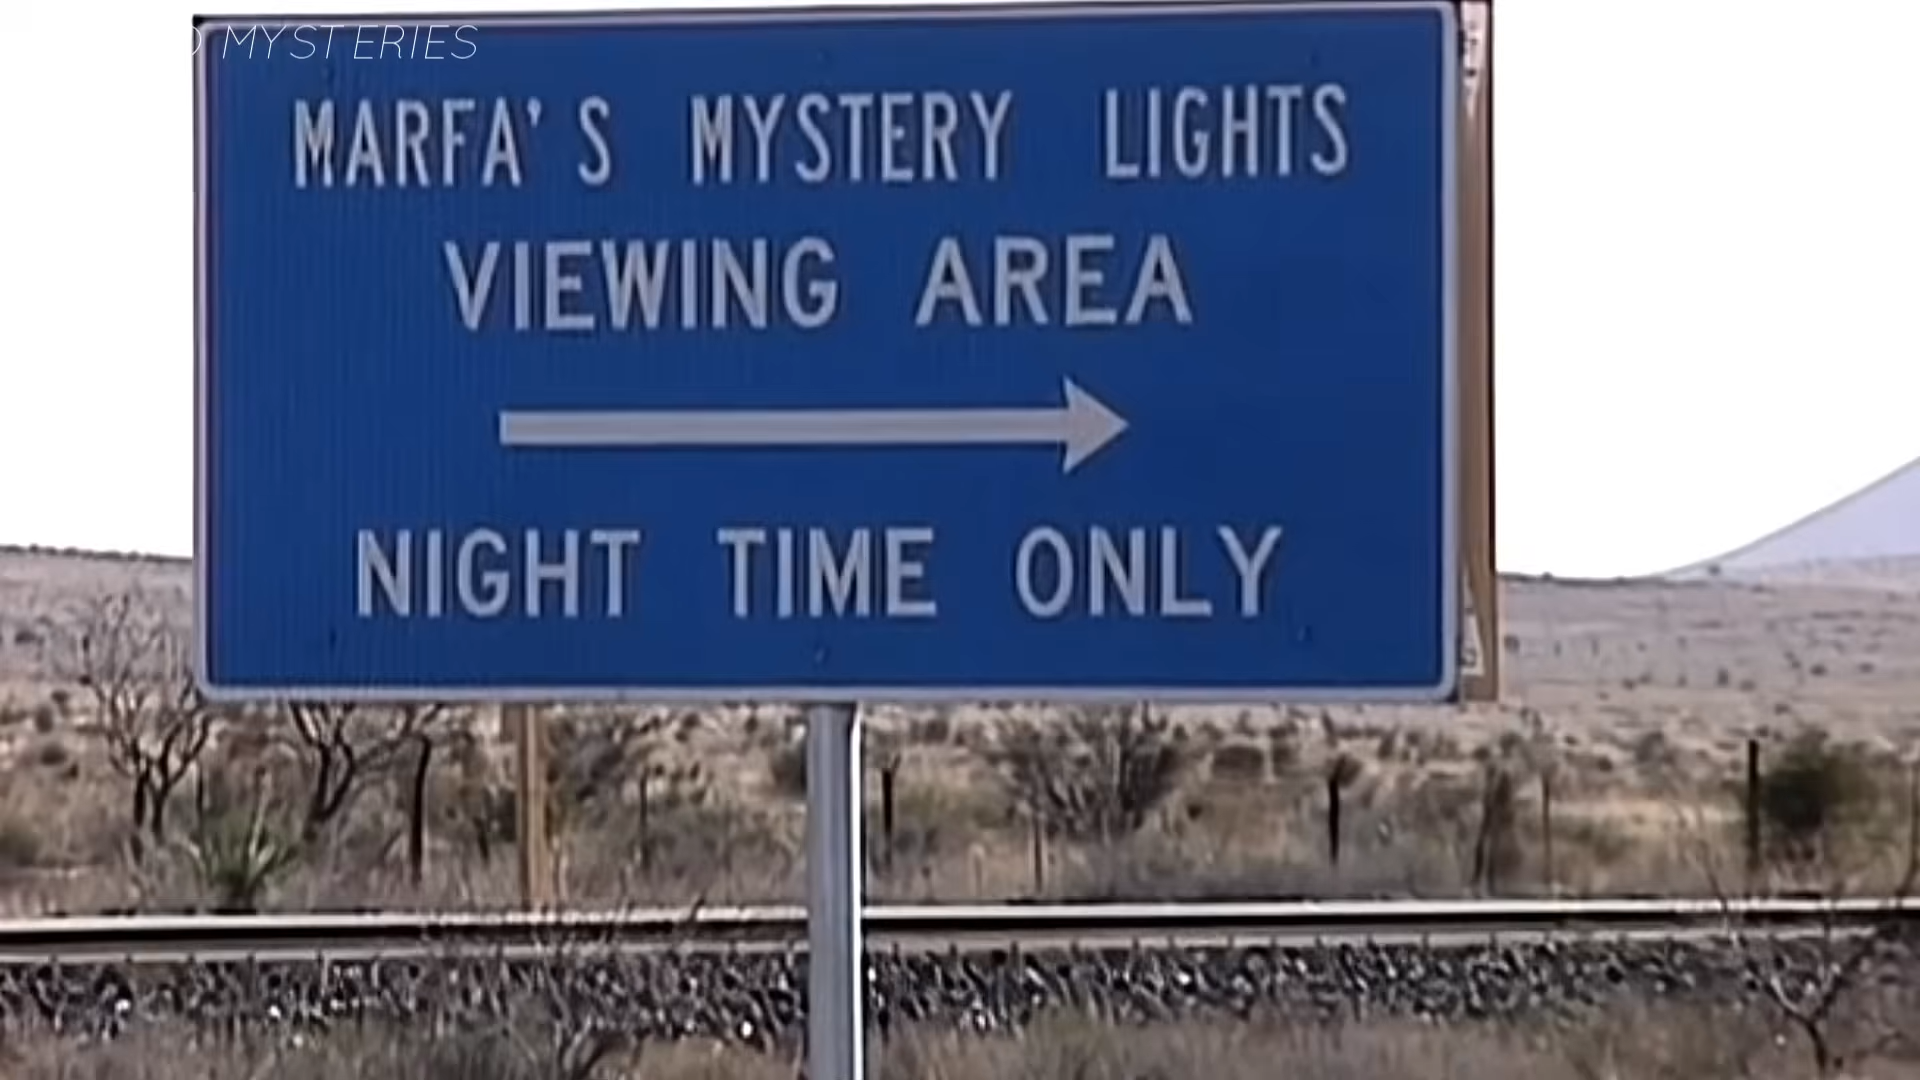 MYSTERIES
MARFA'S MYSTERY LIGHTS
VIEWING AREA
NIGHT TIME ONLY